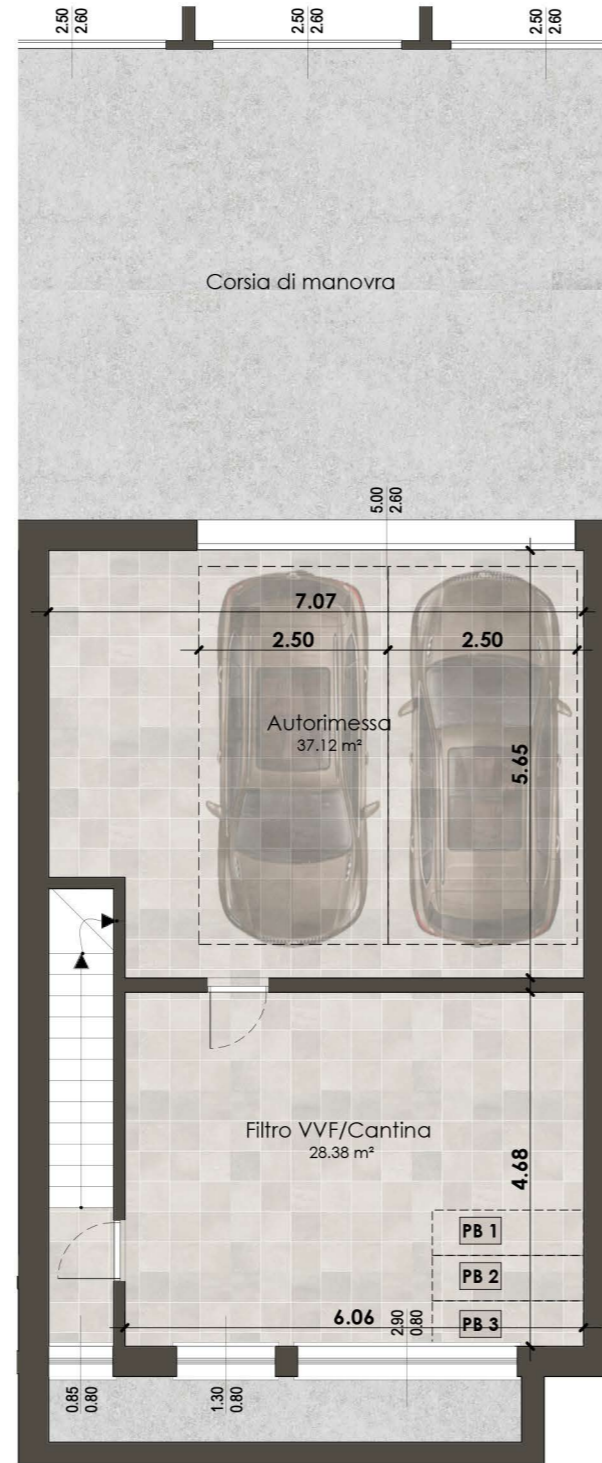 2.50
2.60
2.50
2.60
2.50
2.60
Corsia di manovra
5.00
2.60
7.07
2.50
2.50
Autorimessa
37.12 m²
5.65
Filtro VVF/Cantina
28.38 m²
4.68
PB 1
PB 2
PB 3
6.06
2.90
0.80
0.85
0.80
1.30
0.80